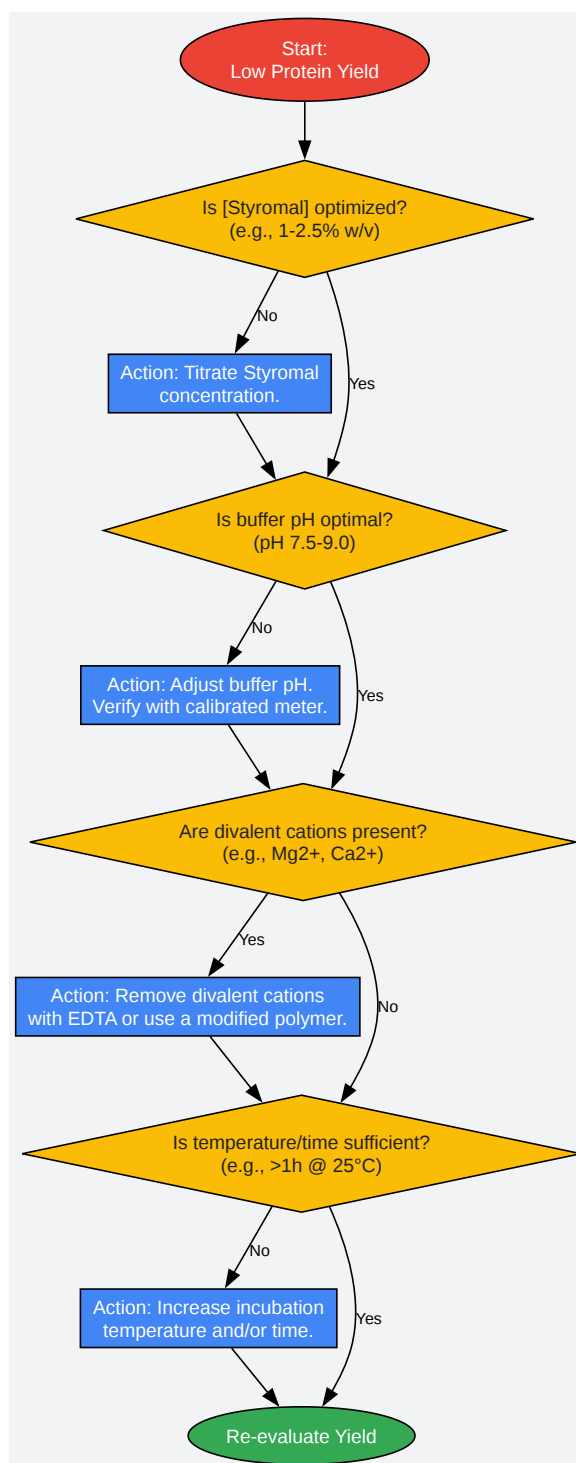 Start:
Low Protein Yield
Is [Styromal] optimized?
(e.g., 1-2.5% w/v)
No
Action: Titrate Styromal
concentration.
Yes
Is buffer pH optimal?
(pH 7.5-9.0)
No
Action: Adjust buffer pH.
Verify with calibrated meter.
Yes
Are divalent cations present?
(e.g., Mg2+, Ca2+)
Yes
Action: Remove divalent cations
with EDTA or use a modified polymer.
No
Is temperature/time sufficient?
(e.g., >1h @ 25°C)
No
Action: Increase incubation
temperature and/or time.
Yes
Re-evaluate Yield